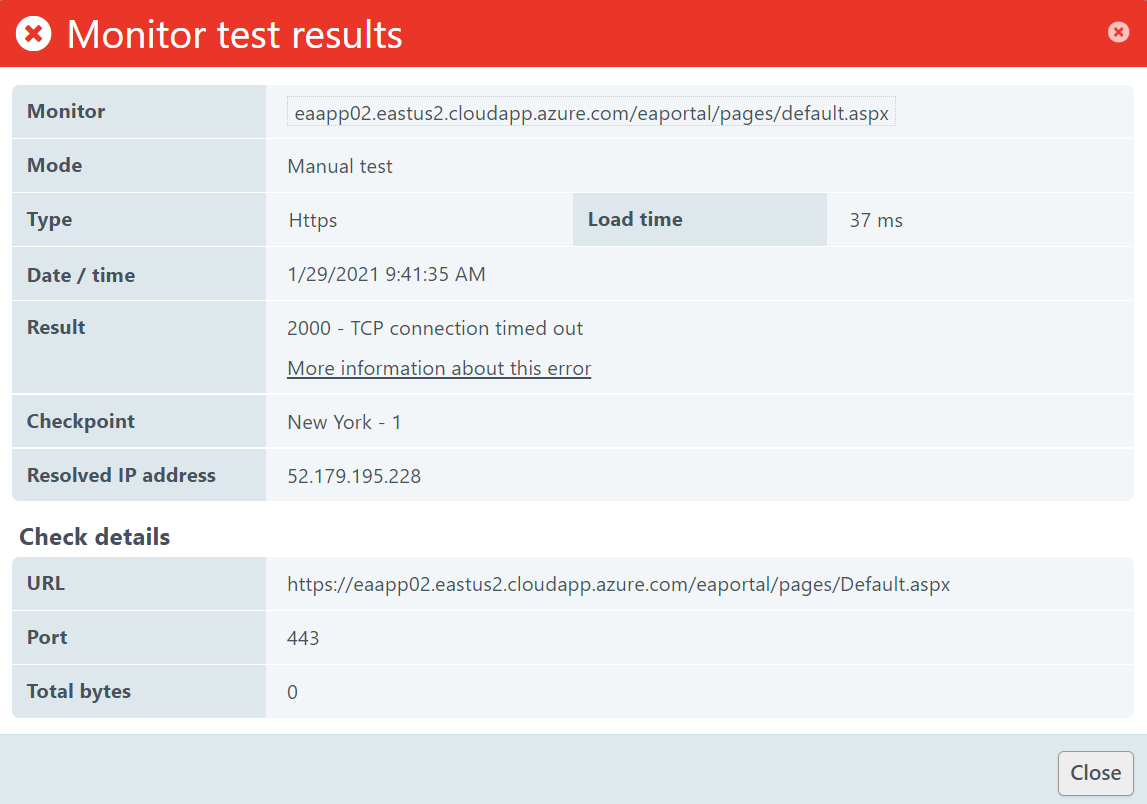 Monitor test results
Monitor eaapp02.eastus2.cloudapp.azure.com/eaportal/pages/default.aspx
Mode Manual test
Type Https Load time 37 ms
Date / time 1/29/2021 9:41:35 AM
Result 2000 - TCP connection timed out
More information about this error
Checkpoint New York - 1
Resolved IP address 52.179.195.228
Check details
URL https://eaapp02.eastus2.cloudapp.azure.com/eaportal/pages/Default.aspx
Port 443
Total bytes 0
Close